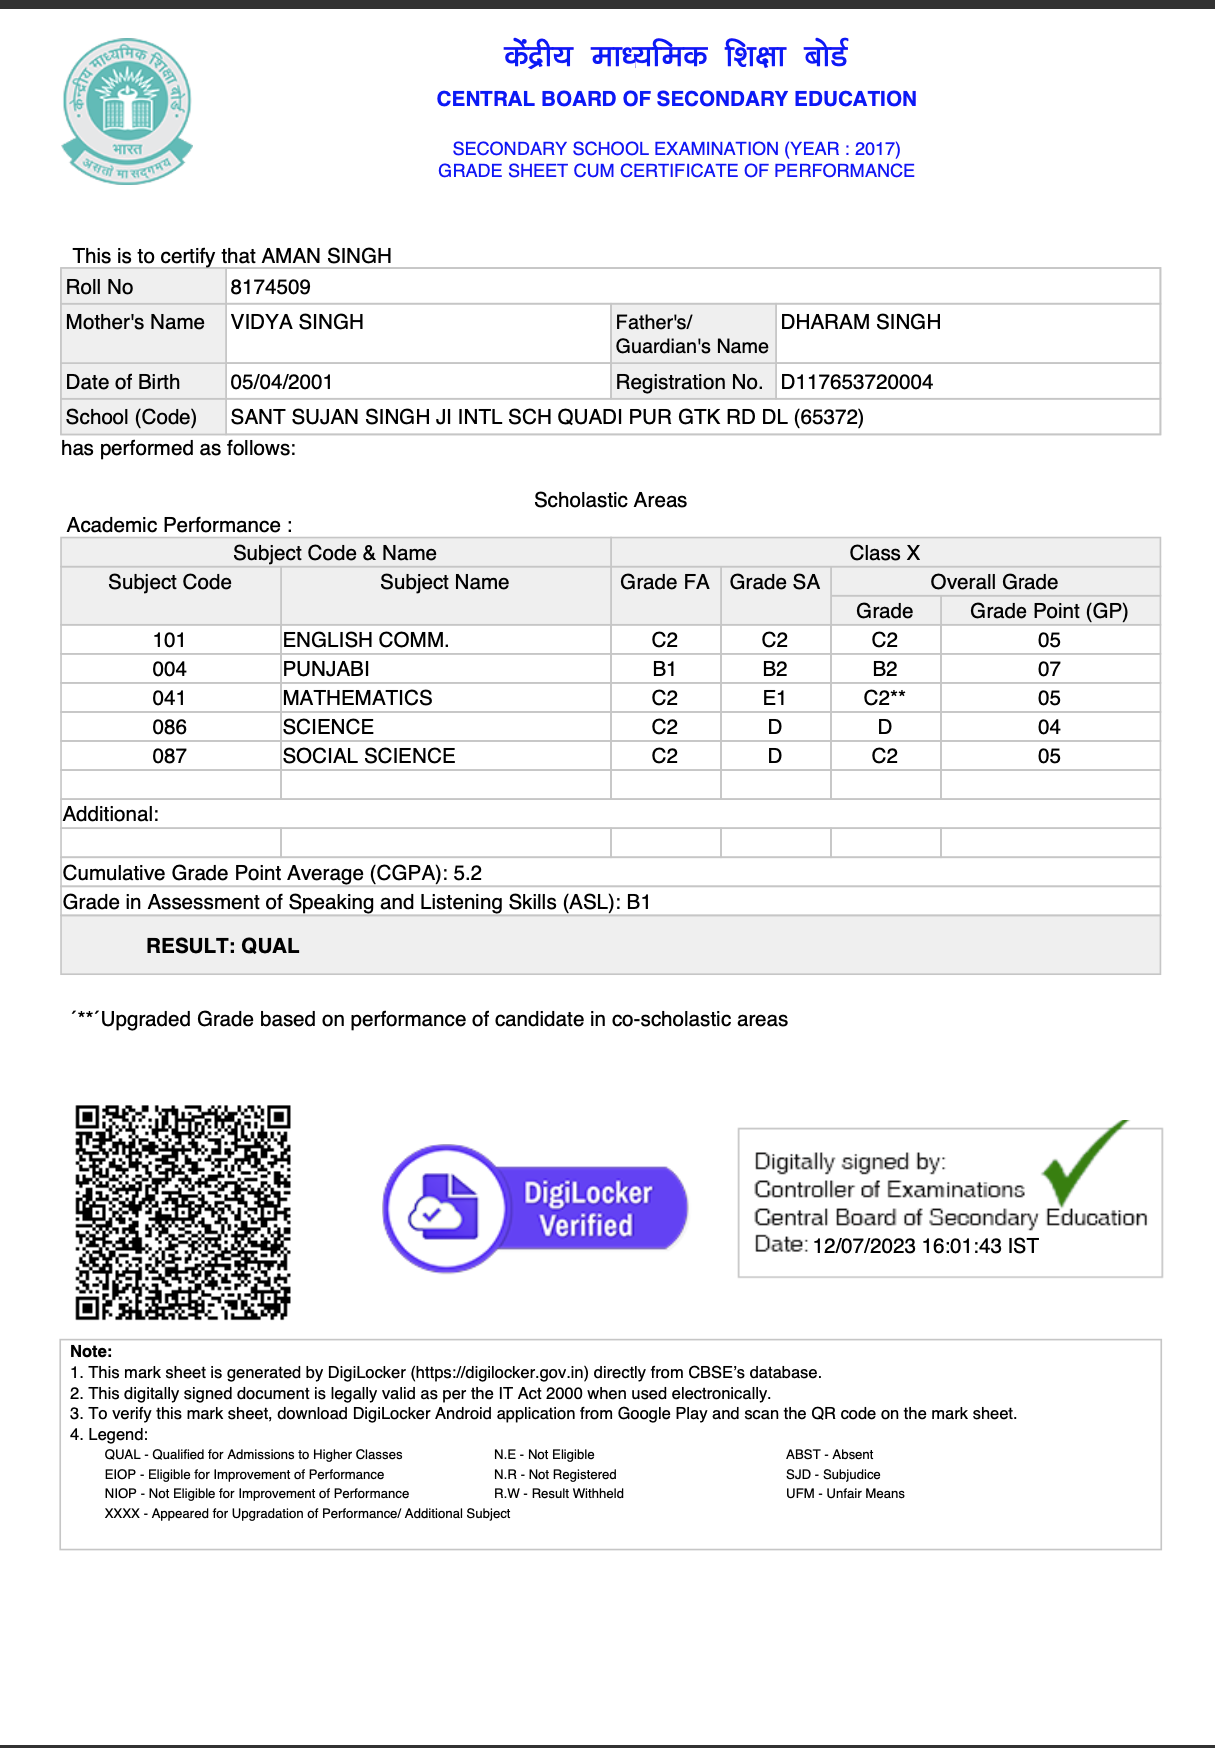 केन्द्रीय माध्यमिक शिक्षा बोर्ड
भारत
असतो मा सद्गमय
केंद्रीय माध्यमिक शिक्षा बोर्ड
CENTRAL BOARD OF SECONDARY EDUCATION
SECONDARY SCHOOL EXAMINATION (YEAR : 2017)
GRADE SHEET CUM CERTIFICATE OF PERFORMANCE
This is to certify that AMAN SINGH
Roll No 8174509
Mother's Name VIDYA SINGH Father's/ Guardian's Name DHARAM SINGH
Date of Birth 05/04/2001 Registration No. D117653720004
School (Code) SANT SUJAN SINGH JI INTL SCH QUADI PUR GTK RD DL (65372)
has performed as follows:
Scholastic Areas
Academic Performance :
Subject Code & Name Class X
Subject Code Subject Name Grade FA Grade SA Overall Grade
Grade Grade Point (GP)
101 ENGLISH COMM. C2 C2 C2 05
004 PUNJABI B1 B2 B2 07
041 MATHEMATICS C2 E1 C2** 05
086 SCIENCE C2 D D 04
087 SOCIAL SCIENCE C2 D C2 05
Additional:
Cumulative Grade Point Average (CGPA): 5.2
Grade in Assessment of Speaking and Listening Skills (ASL): B1
RESULT: QUAL
´**´Upgraded Grade based on performance of candidate in co-scholastic areas
DigiLocker
Verified
Digitally signed by:
Controller of Examinations
Central Board of Secondary Education
Date: 12/07/2023 16:01:43 IST
Note:
1. This mark sheet is generated by DigiLocker (https://digilocker.gov.in) directly from CBSE’s database.
2. This digitally signed document is legally valid as per the IT Act 2000 when used electronically.
3. To verify this mark sheet, download DigiLocker Android application from Google Play and scan the QR code on the mark sheet.
4. Legend:
QUAL - Qualified for Admissions to Higher Classes N.E - Not Eligible ABST - Absent
EIOP - Eligible for Improvement of Performance N.R - Not Registered SJD - Subjudice
NIOP - Not Eligible for Improvement of Performance R.W - Result Withheld UFM - Unfair Means
XXXX - Appeared for Upgradation of Performance/ Additional Subject